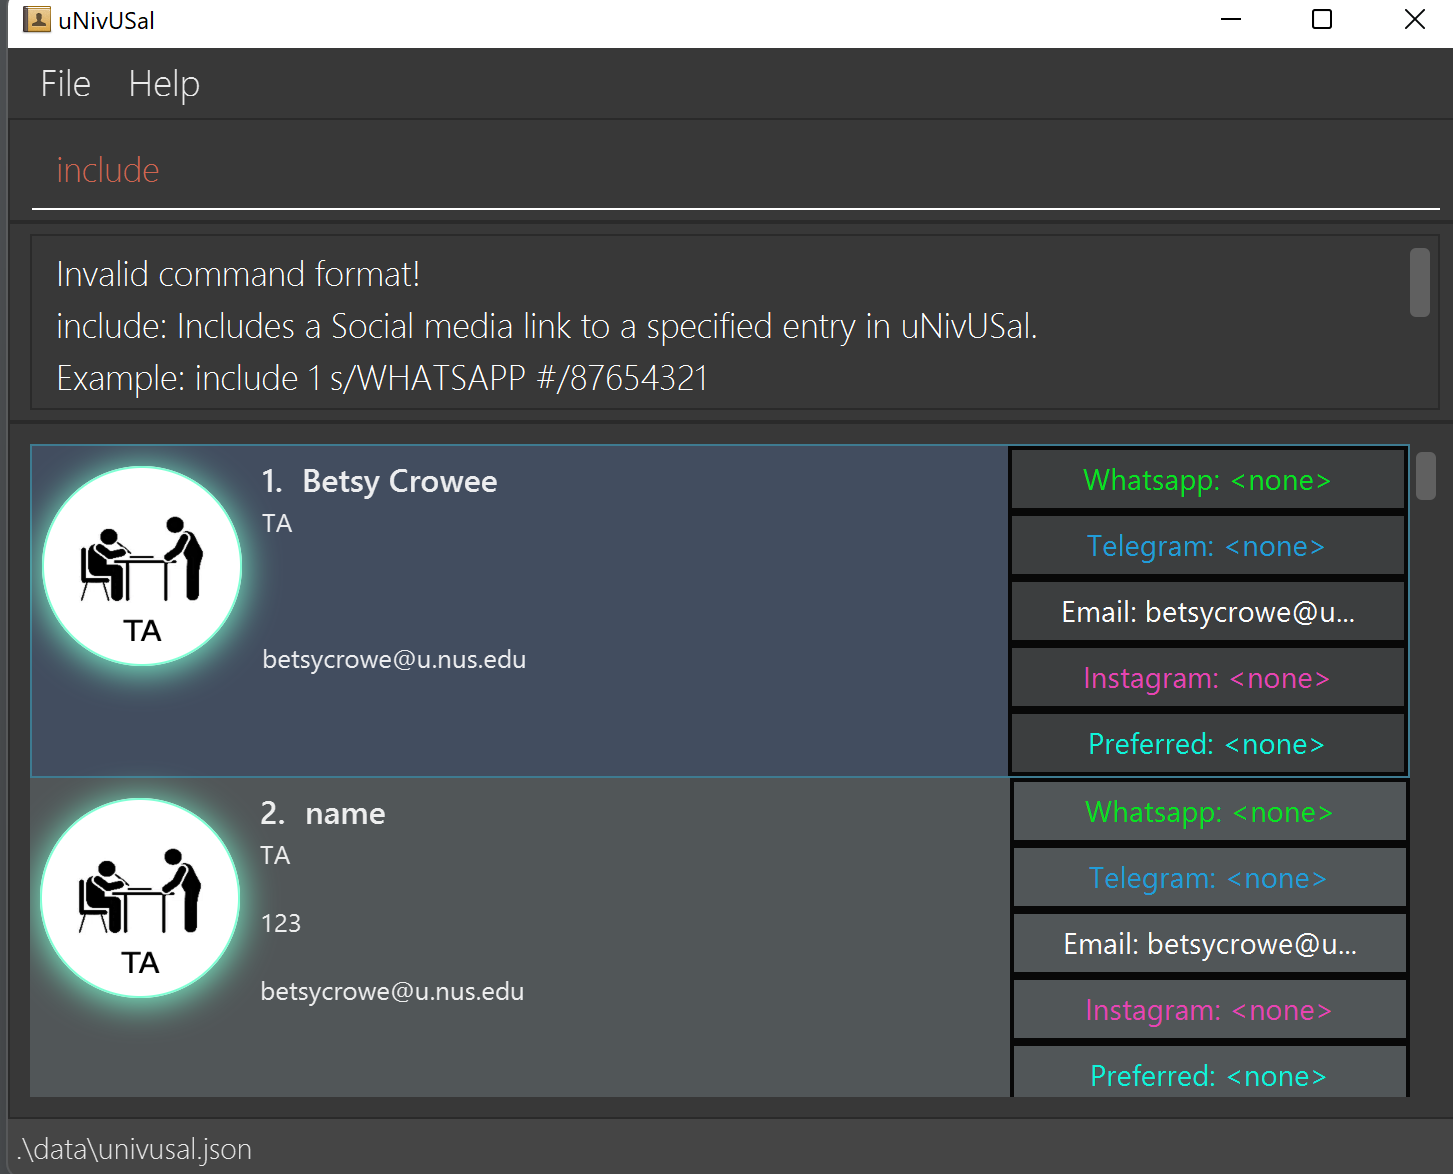 uNivUSal
File Help
include
Invalid command format!
include: Includes a Social media link to a specified entry in uNivUSal.
Example: include 1 s/WHATSAPP #/87654321
TA
1. Betsy Crowee
TA
betsycrowe@u.nus.edu
Whatsapp: <none>
Telegram: <none>
Email: betsycrowe@u...
Instagram: <none>
Preferred: <none>
TA
2. name
TA
123
betsycrowe@u.nus.edu
Whatsapp: <none>
Telegram: <none>
Email: betsycrowe@u...
Instagram: <none>
Preferred: <none>
.\data\univusal.json